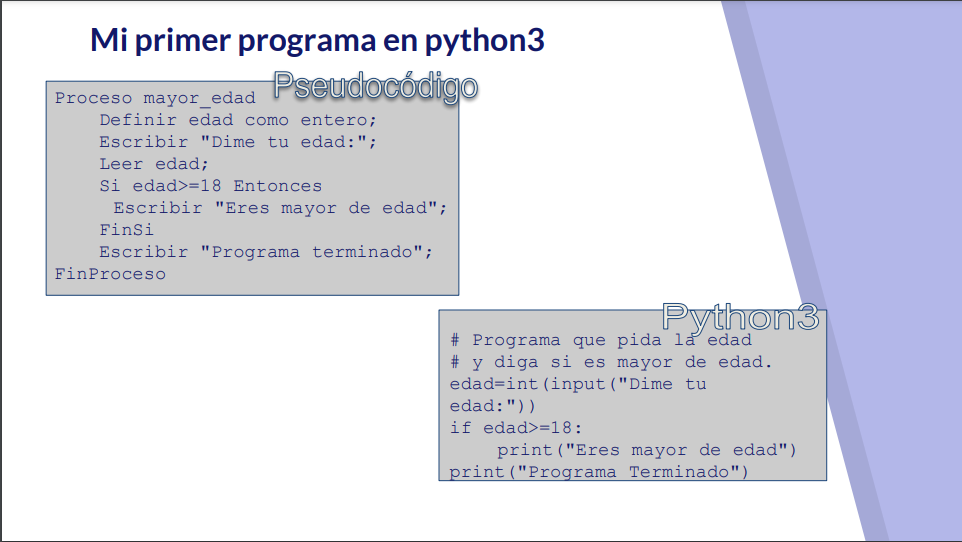 Mi primer programa en python3
Pseudocódigo
Proceso mayor_edad
Definir edad como entero;
Escribir "Dime tu edad:";
Leer edad;
Si edad>=18 Entonces
Escribir "Eres mayor de edad";
FinSi
Escribir "Programa terminado";
FinProceso
Python3
# Programa que pida la edad
# y diga si es mayor de edad.
edad=int(input("Dime tu
edad:"))
if edad>=18:
print("Eres mayor de edad")
print("Programa Terminado")